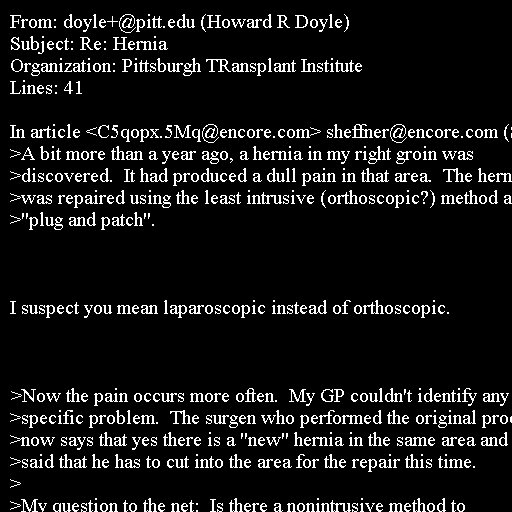 From: doyle+@pitt.edu (Howard R Doyle)
Subject: Re: Hernia
Organization: Pittsburgh TRansplant Institute
Lines: 41
In article <C5qopx.5Mq@encore.com> sheffner@encore.com (
>A bit more than a year ago, a hernia in my right groin was
>discovered.  It had produced a dull pain in that area.  The hern
>was repaired using the least intrusive (orthoscopic?) method a
>"plug and patch".
I suspect you mean laparoscopic instead of orthoscopic.
>Now the pain occurs more often.  My GP couldn't identify any
>specific problem.  The surgen who performed the original pro
>now says that yes there is a "new" hernia in the same area and
>said that he has to cut into the area for the repair this time.
>
>My question to the net:  Is there a nonintrusive method to